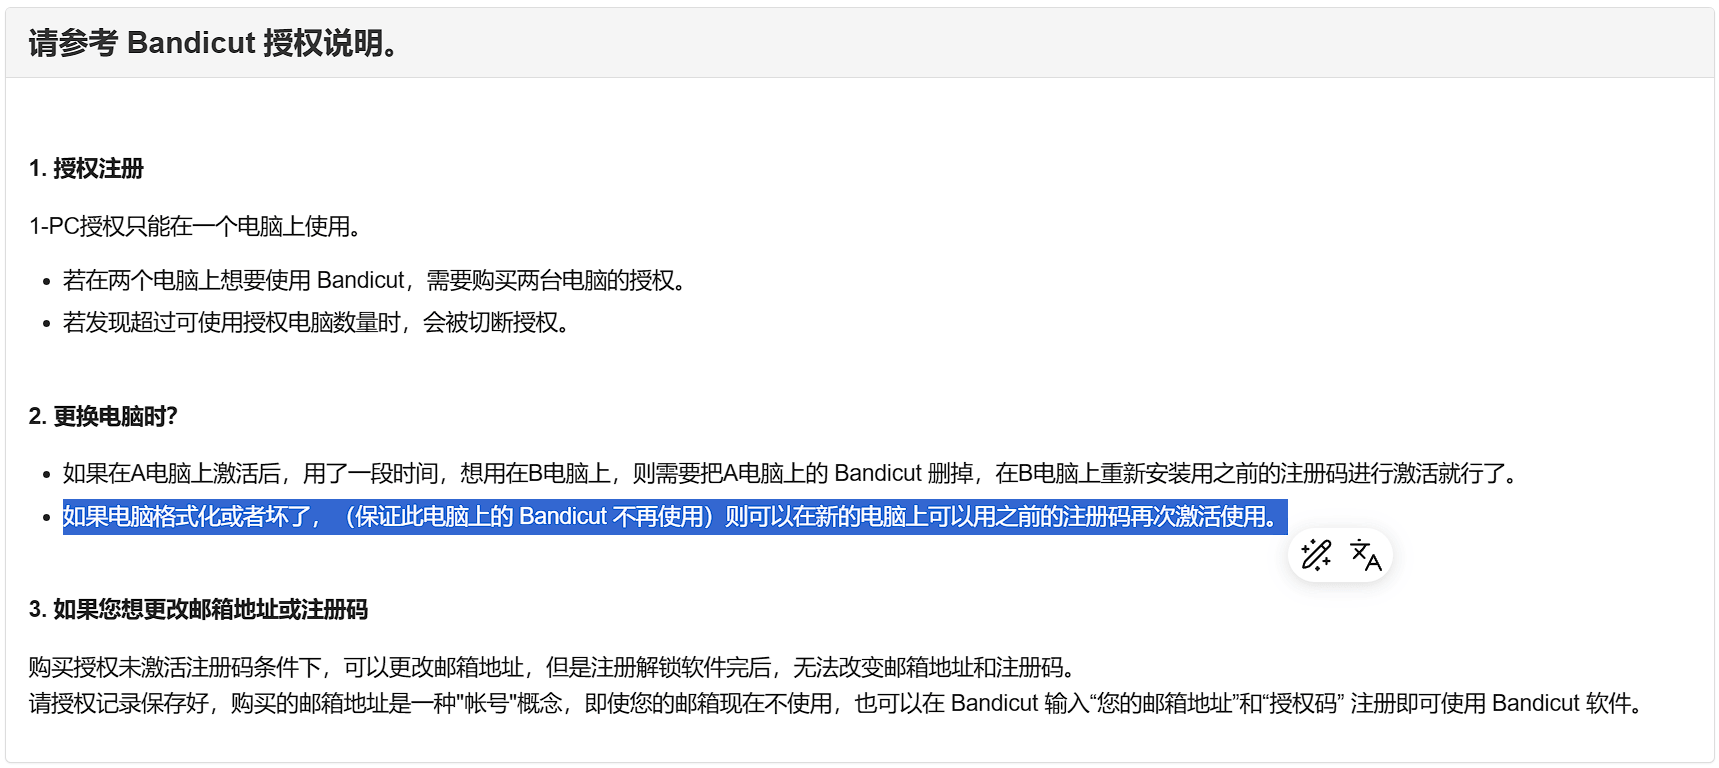 请参考 Bandicut 授权说明。
1. 授权注册
1-PC授权只能在一个电脑上使用。
• 若在两个电脑上想要使用 Bandicut，需要购买两台电脑的授权。
• 若发现超过可使用授权电脑数量时，会被切断授权。
2. 更换电脑时？
• 如果在A电脑上激活后，用了一段时间，想用在B电脑上，则需要把A电脑上的 Bandicut 删掉，在B电脑上重新安装用之前的注册码进行激活就行了。
• 如果电脑格式化或者坏了，（保证此电脑上的 Bandicut 不再使用）则可以在新的电脑上可以用之前的注册码再次激活使用。
3. 如果您想更改邮箱地址或注册码
购买授权未激活注册码条件下，可以更改邮箱地址，但是注册解锁软件完后，无法改变邮箱地址和注册码。
请授权记录保存好，购买的邮箱地址是一种"帐号"概念，即使您的邮箱现在不使用，也可以在 Bandicut 输入“您的邮箱地址”和“授权码” 注册即可使用 Bandicut 软件。